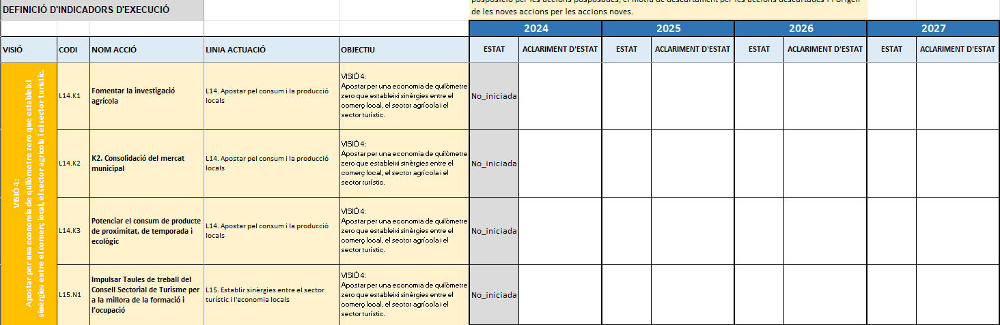 posposició per les accions posposades, el motiu de descartament per les accions descartades i l'origen
DEFINICIÓ D'INDICADORS D'EXECUCIÓ
de les noves accions per les accions noves.
2024 2025 2026 2027
VISIÓ CODI NOM ACCIÓ LINIA ACTUACIÓ OBJECTIU ESTAT ACLARIMENT D'ESTAT ESTAT ACLARIMENT D'ESTAT ESTAT ACLARIMENT D'ESTAT ESTAT ACLARIMENT D'ESTAT
VISIÓ 4:
Apostar per una economia de quilòmetre zero que estableixi
sinèrgies entre el comerç local, el sector agrícola i el sector turístic.
L14.K1
Fomentar la investigació
agrícola
L14. Apostar pel consum i la producció
locals
VISIÓ 4:
Apostar per una economia de quilòmetre
zero que estableixi sinèrgies entre el
comerç local, el sector agrícola i el
sector turístic.
No_iniciada
L14.K2
K2. Consolidació del mercat
municipal
L14. Apostar pel consum i la producció
locals
VISIÓ 4:
Apostar per una economia de quilòmetre
zero que estableixi sinèrgies entre el
comerç local, el sector agrícola i el
sector turístic.
No_iniciada
L14.K3
Potenciar el consum de producte
de proximitat, de temporada i
ecològic
L14. Apostar pel consum i la producció
locals
VISIÓ 4:
Apostar per una economia de quilòmetre
zero que estableixi sinèrgies entre el
comerç local, el sector agrícola i el
sector turístic.
No_iniciada
L15.N1
Impulsar Taules de treball del
Consell Sectorial de Turisme per
a la millora de la formació i
l'ocupació
L15. Establir sinèrgies entre el sector
turístic i l'economia locals
VISIÓ 4:
Apostar per una economia de quilòmetre
zero que estableixi sinèrgies entre el
comerç local, el sector agrícola i el
sector turístic.
No_iniciada